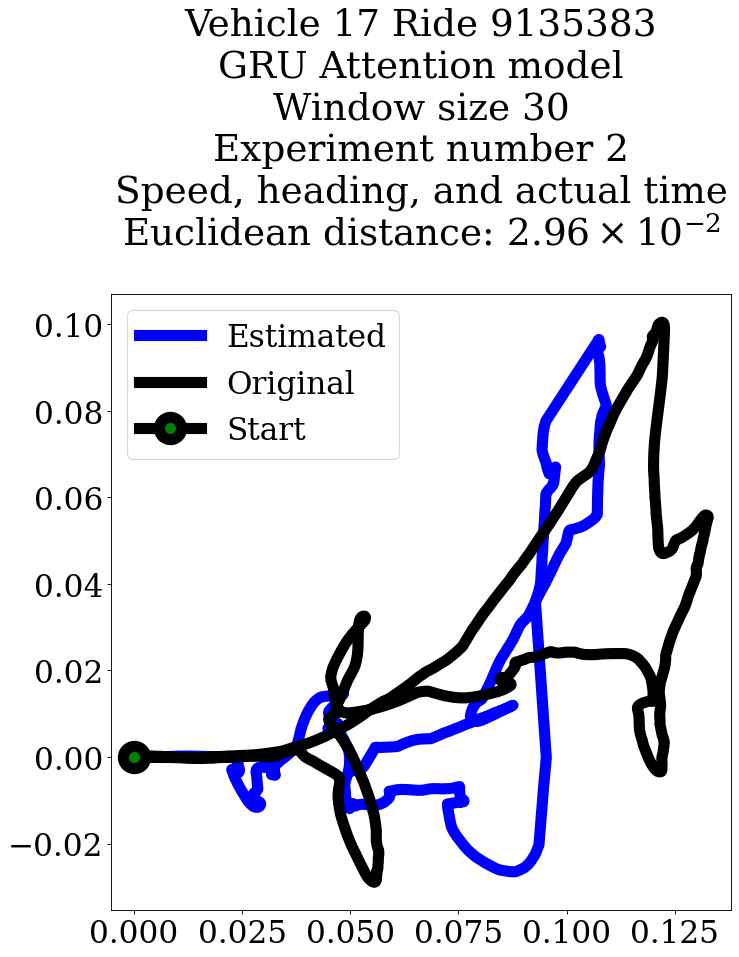 Vehicle 17 Ride 9135383
GRU Attention model
Window size 30
Experiment number 2
Speed, heading, and actual time
Euclidean distance: 2.96 × 10⁻²
Estimated
Original
Start
0.10
0.08
0.06
0.04
0.02
0.00
−0.02
0.000 0.025 0.050 0.075 0.100 0.125